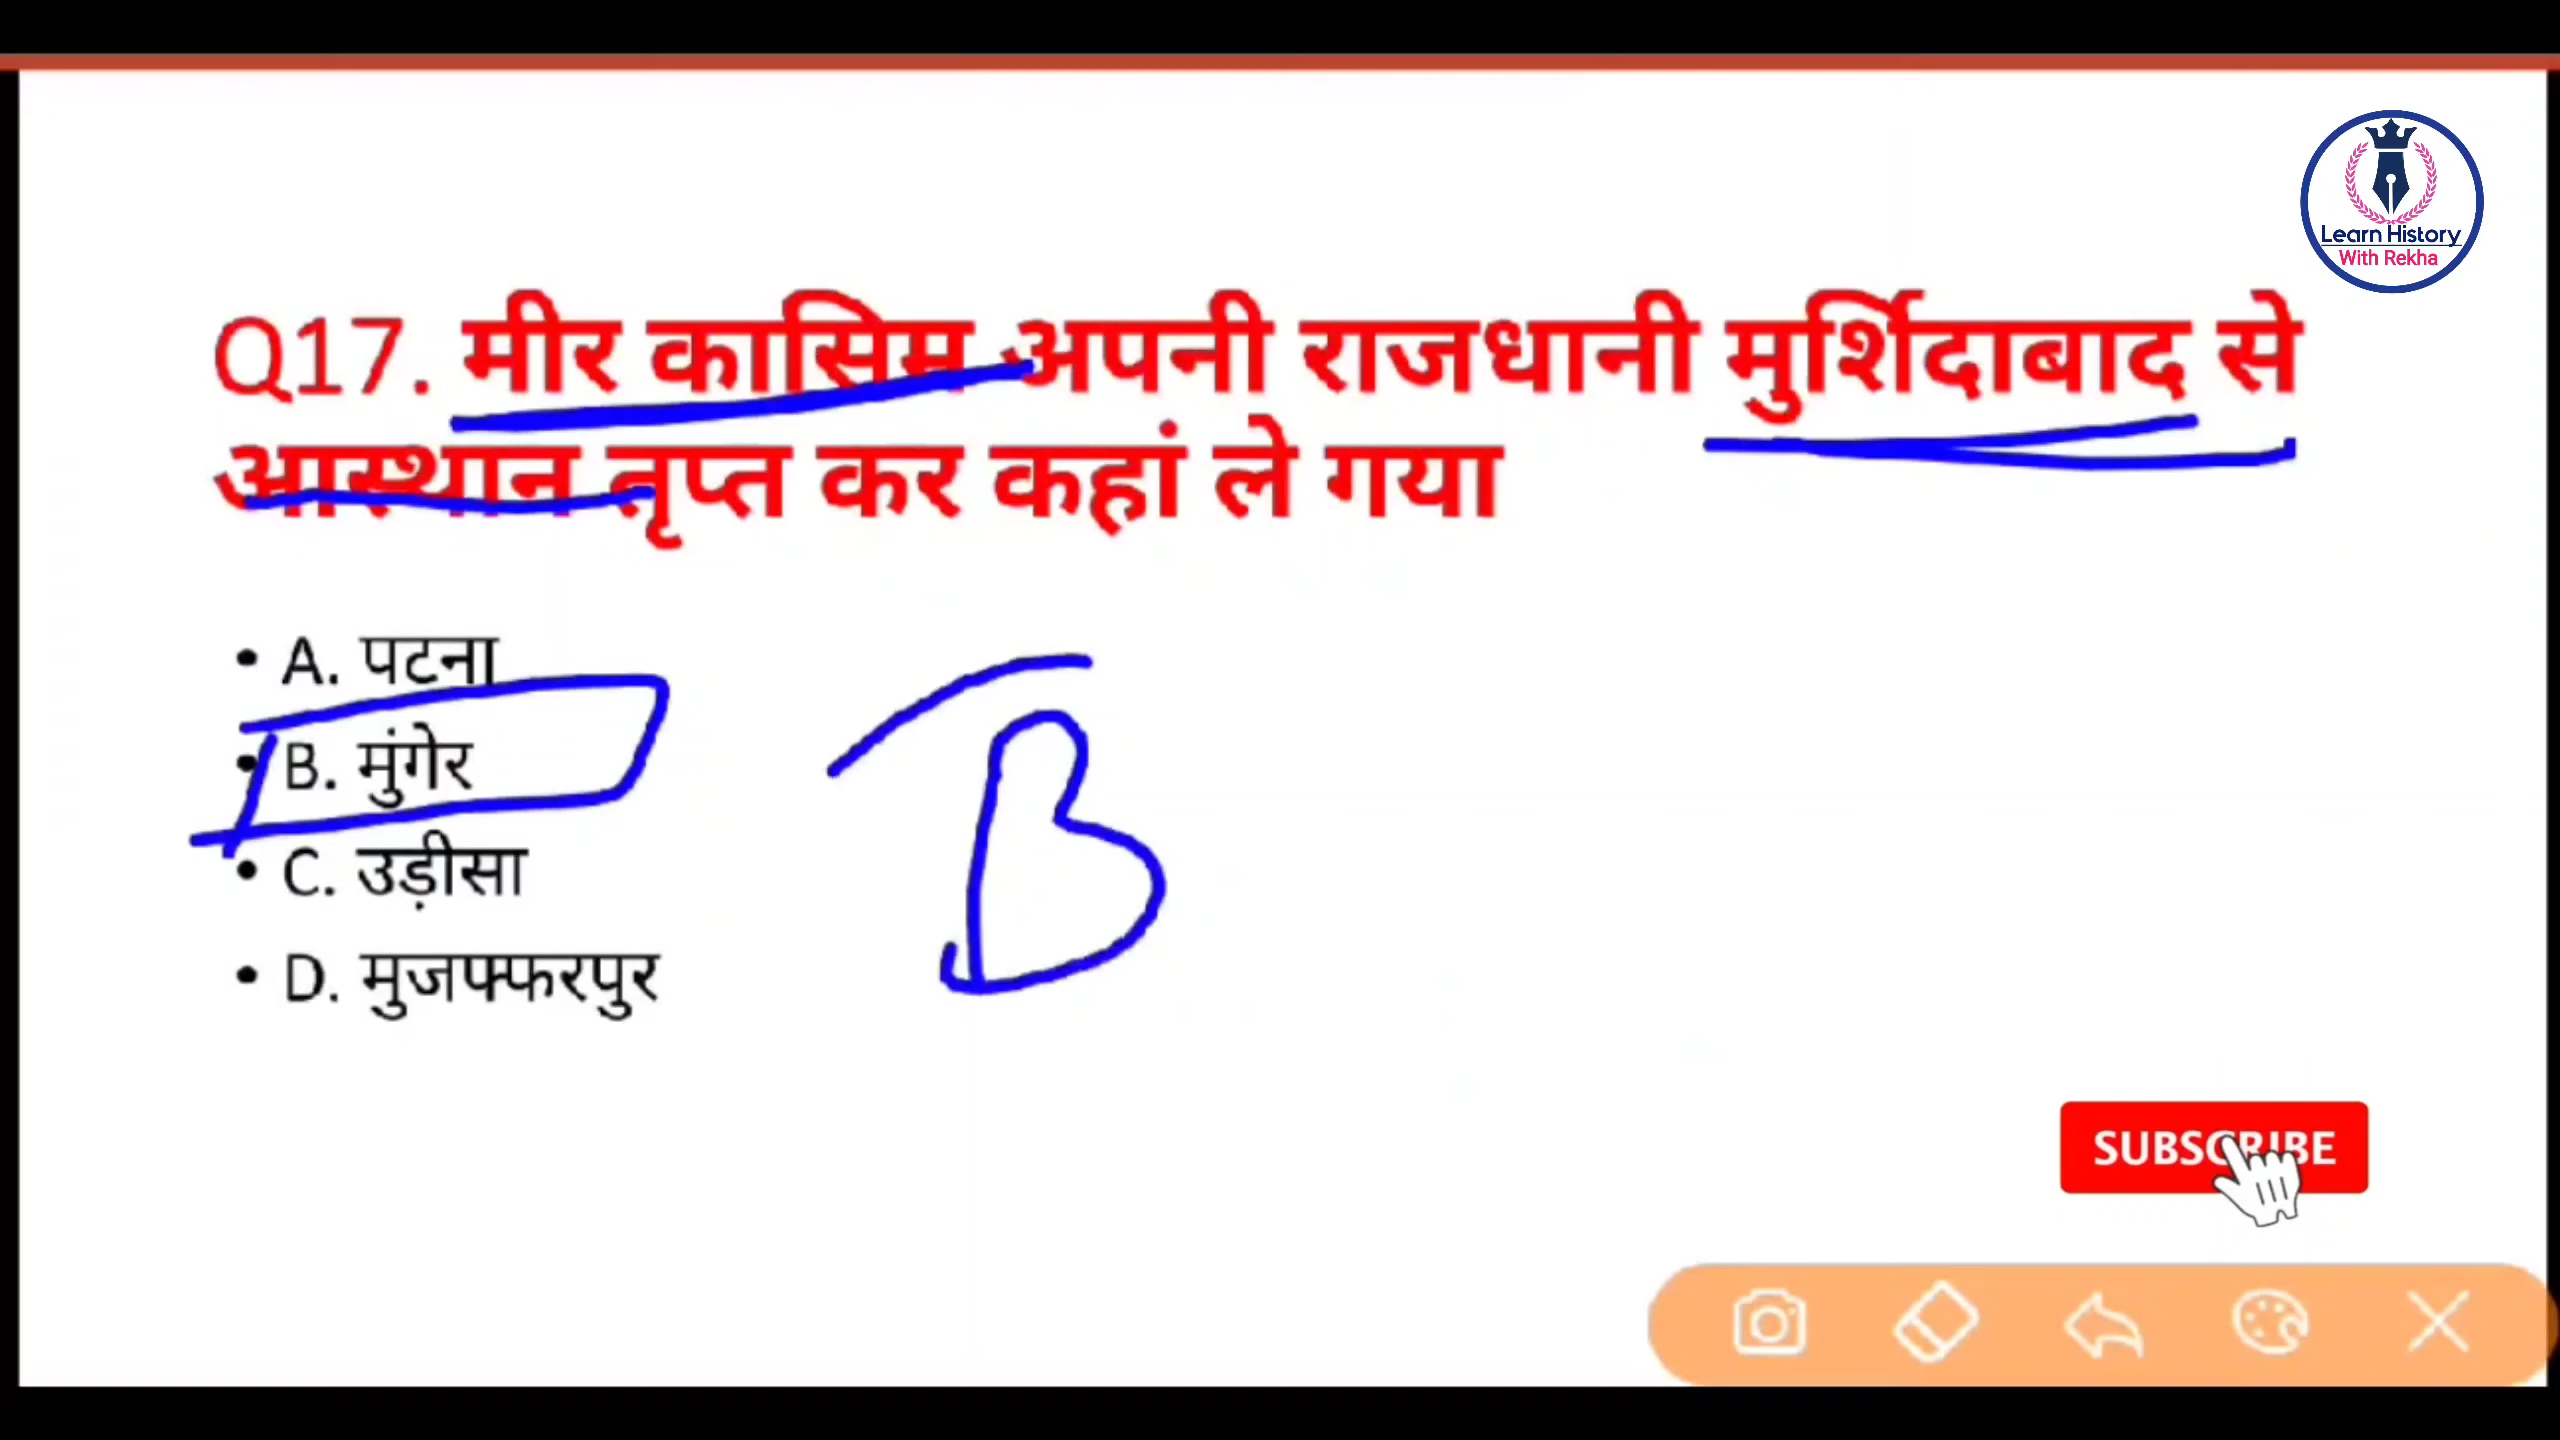 Learn History
With Rekha
Q17. मीर कासिम अपनी राजधानी मुर्शिदाबाद से
आस्थान तृप्त कर कहां ले गया
• A. पटना
• B. मुंगेर
• C. उड़ीसा
• D. मुजफ्फरपुर
B
SUBSCRIBE